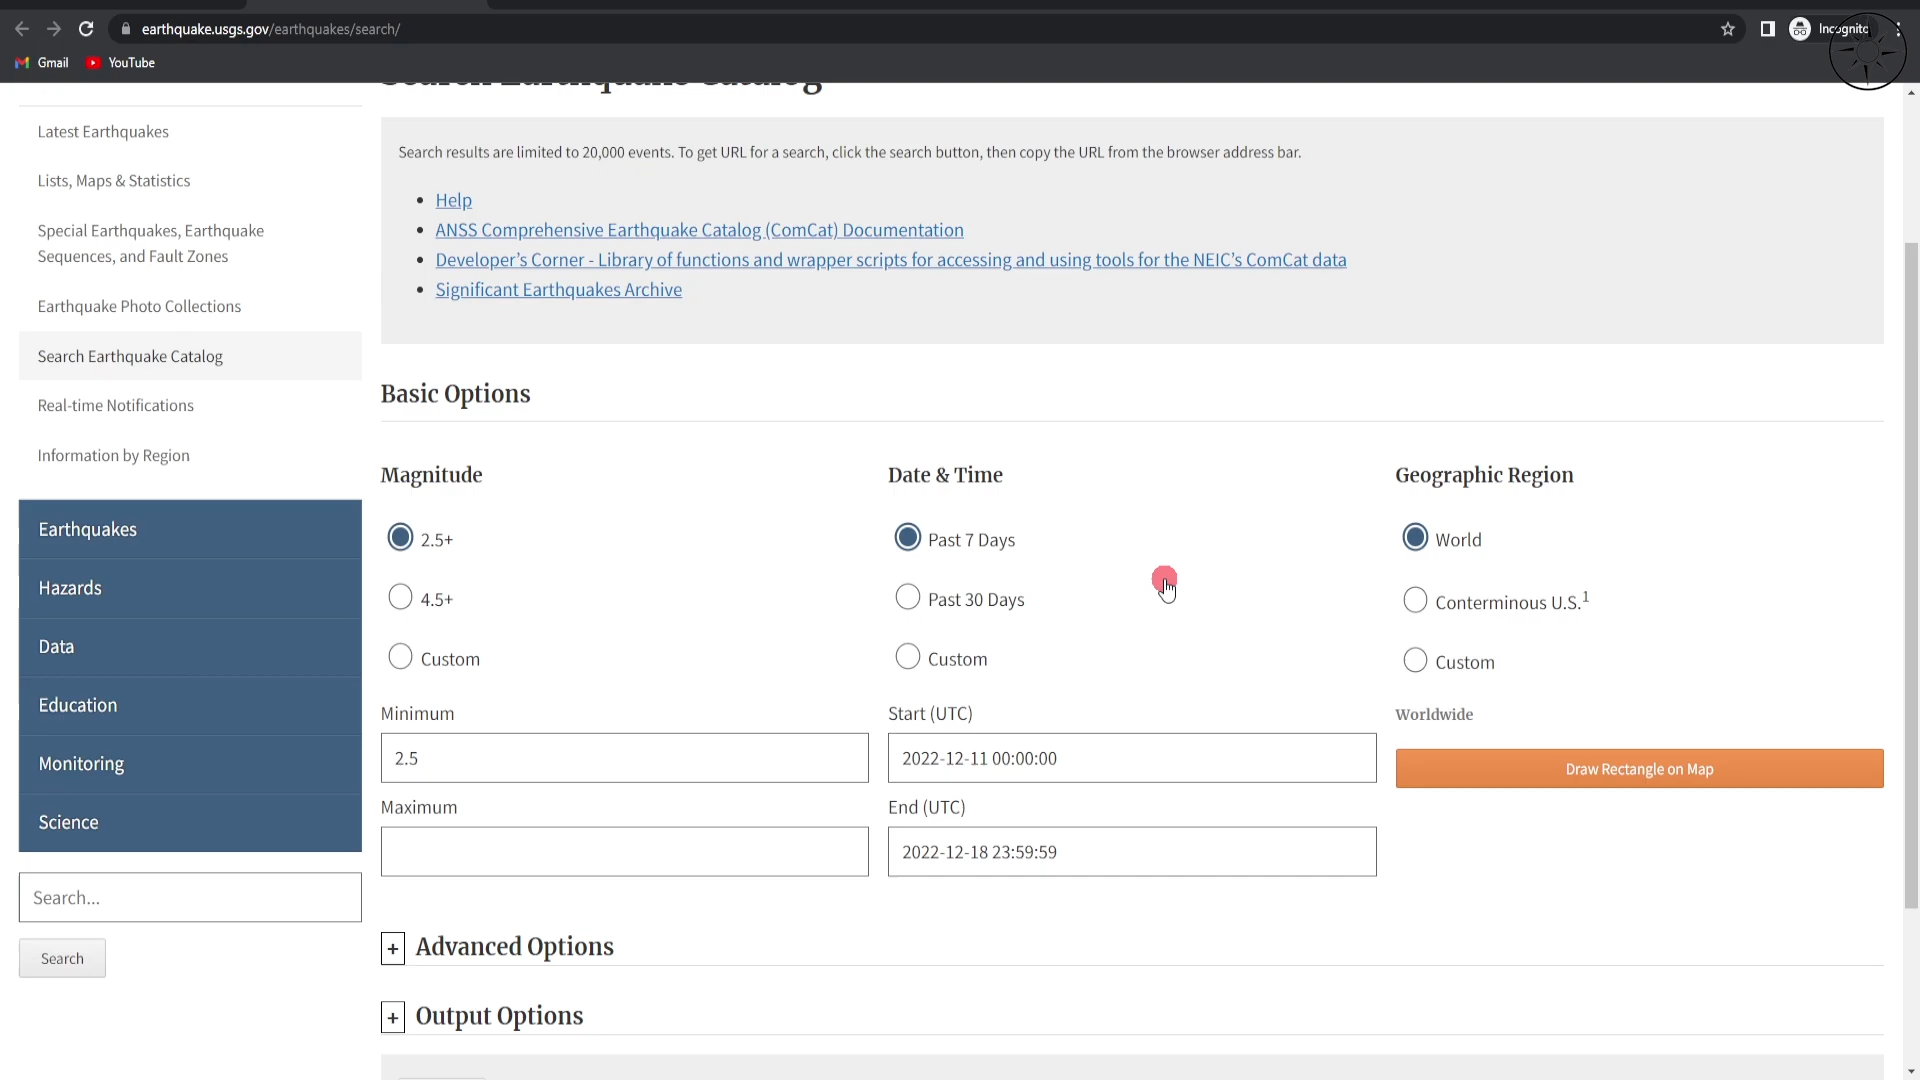 earthquake.usgs.gov/earthquakes/search/
Incognito
Gmail
YouTube
Search Earthquake Catalog
Latest Earthquakes
Lists, Maps & Statistics
Special Earthquakes, Earthquake
Sequences, and Fault Zones
Earthquake Photo Collections
Search Earthquake Catalog
Real-time Notifications
Information by Region
Earthquakes
Hazards
Data
Education
Monitoring
Science
Search...
Search
Search results are limited to 20,000 events. To get URL for a search, click the search button, then copy the URL from the browser address bar.
Help
ANSS Comprehensive Earthquake Catalog (ComCat) Documentation
Developer's Corner - Library of functions and wrapper scripts for accessing and using tools for the NEIC's ComCat data
Significant Earthquakes Archive
Basic Options
Magnitude
2.5+
4.5+
Custom
Minimum
2.5
Maximum
Date & Time
Past 7 Days
Past 30 Days
Custom
Start (UTC)
2022-12-11 00:00:00
End (UTC)
2022-12-18 23:59:59
Geographic Region
World
Conterminous U.S.1
Custom
Worldwide
Draw Rectangle on Map
+ Advanced Options
+ Output Options